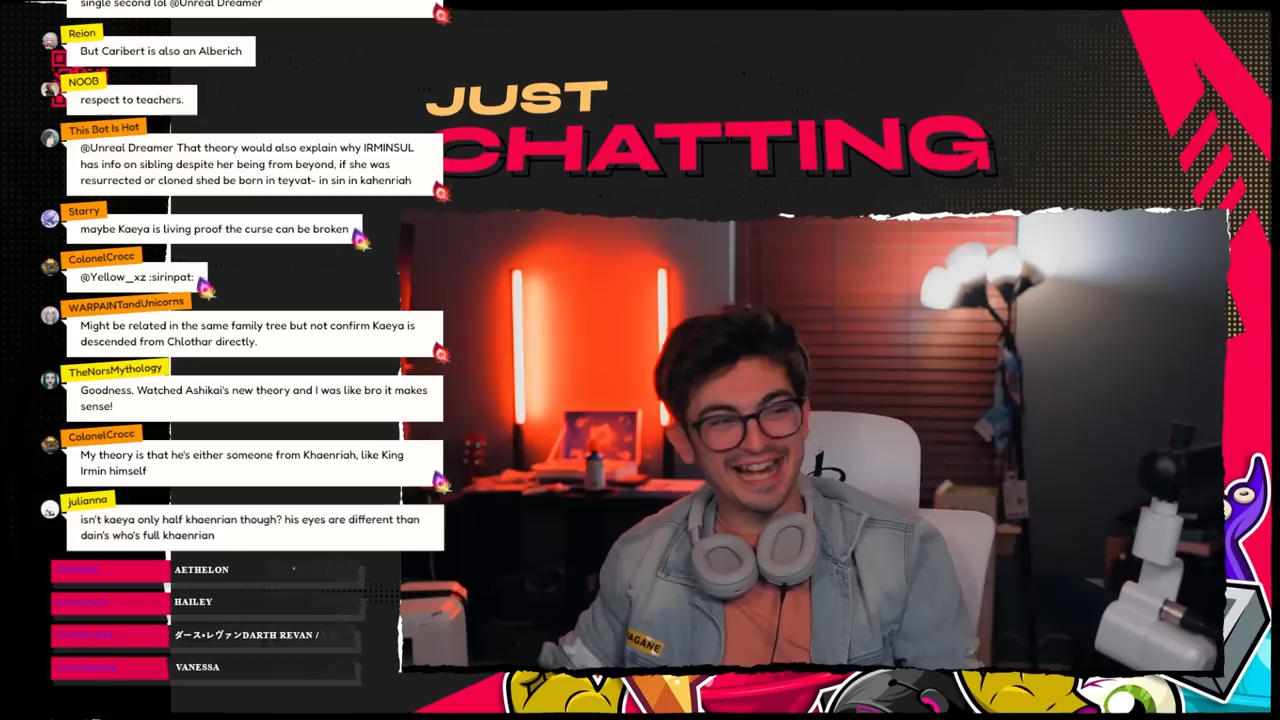 single second lol @Unreal Dreamer
Reion
But Caribert is also an Alberich
NOOB
respect to teachers.
This Bot Is Hot
@Unreal Dreamer That theory would also explain why IRMINSUL
has info on sibling despite her being from beyond, if she was
resurrected or cloned shed be born in teyvat- in sin in kahenriah
Starry
maybe Kaeya is living proof the curse can be broken
ColonelCrocc
@Yellow_xz :sirinpat:
WARPAINTandUnicorns
Might be related in the same family tree but not confirm Kaeya is
descended from Chlothar directly.
TheNorsMythology
Goodness. Watched Ashikai's new theory and I was like bro it makes
sense!
ColonelCrocc
My theory is that he's either someone from Khaenriah, like King
Irmin himself
julianna
isn't kaeya only half khaenrian though? his eyes are different than
dain's who's full khaenrian
AETHELON
HAILEY
ダース•レヴァンDARTH REVAN /
VANESSA
JUST
CHATTING
AGANE